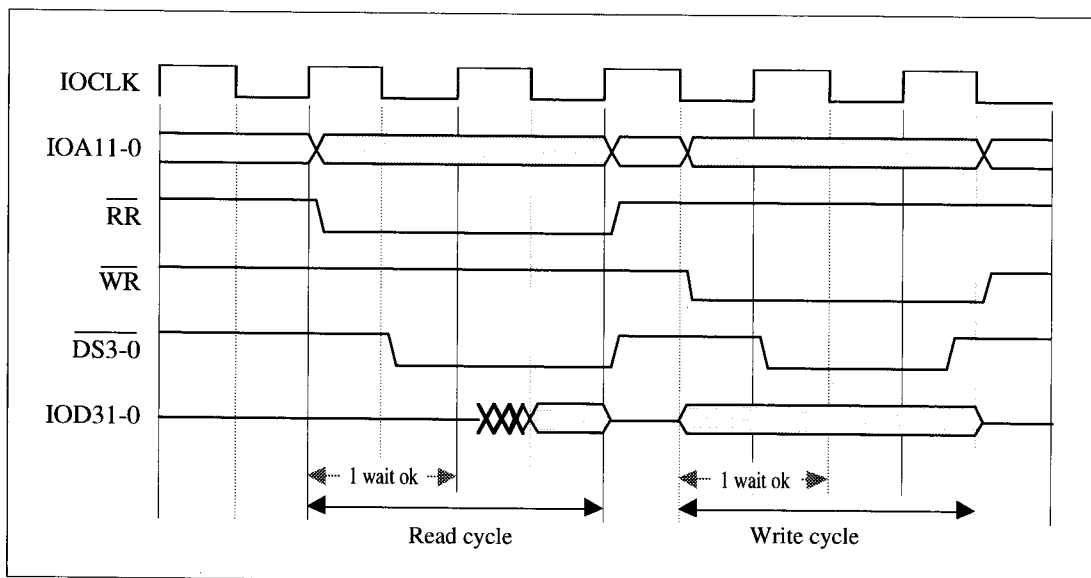 IOCLK
IOA11-0
RR
WR
DS3-0
IOD31-0
1 wait ok
1 wait ok
Read cycle
Write cycle